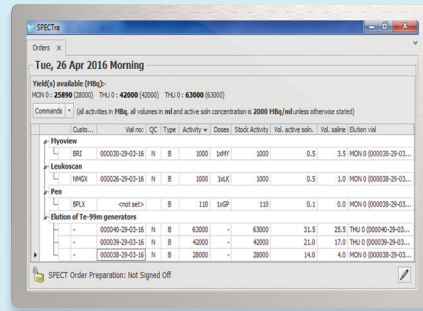 SPECTra
Orders X
Tue, 26 Apr 2016 Morning
Yield(s) available (MBq):-
MON 0 : 25890 (28000) THU 0 : 42000 (42000) THU 0 : 63000 (63000)
Commands (all activities in MBq, all volumes in ml and active soln concentration is 2000 MBq/ml unless otherwise stated)
Custo... Vial no: QC Type Activity Doses Stock Activity Vol. active soln. Vol. saline Elution vial
Myoview
BRI 000030-29-03-16 N B 1000 1xMY 1000 0.5 3.5 MON 0 (000038-29-03...
Leukoscan
NMGX 000026-29-03-16 N B 1000 1xLK 1000 0.5 1.0 MON 0 (000038-29-03...
Pen
BPLX <not set> B 110 1xGP 110 0.1 0.0 MON 0 (000038-29-03...
Elution of Tc-99m generators
- 000040-29-03-16 N B 63000 - 63000 31.5 25.5 THU 0 (000040-29-03...
- 000039-29-03-16 N B 42000 - 42000 21.0 17.0 THU 0 (000039-29-03...
- 000038-29-03-16 N B 28000 - 28000 14.0 4.0 MON 0 (000038-29-03...
SPECT Order Preparation: Not Signed Off